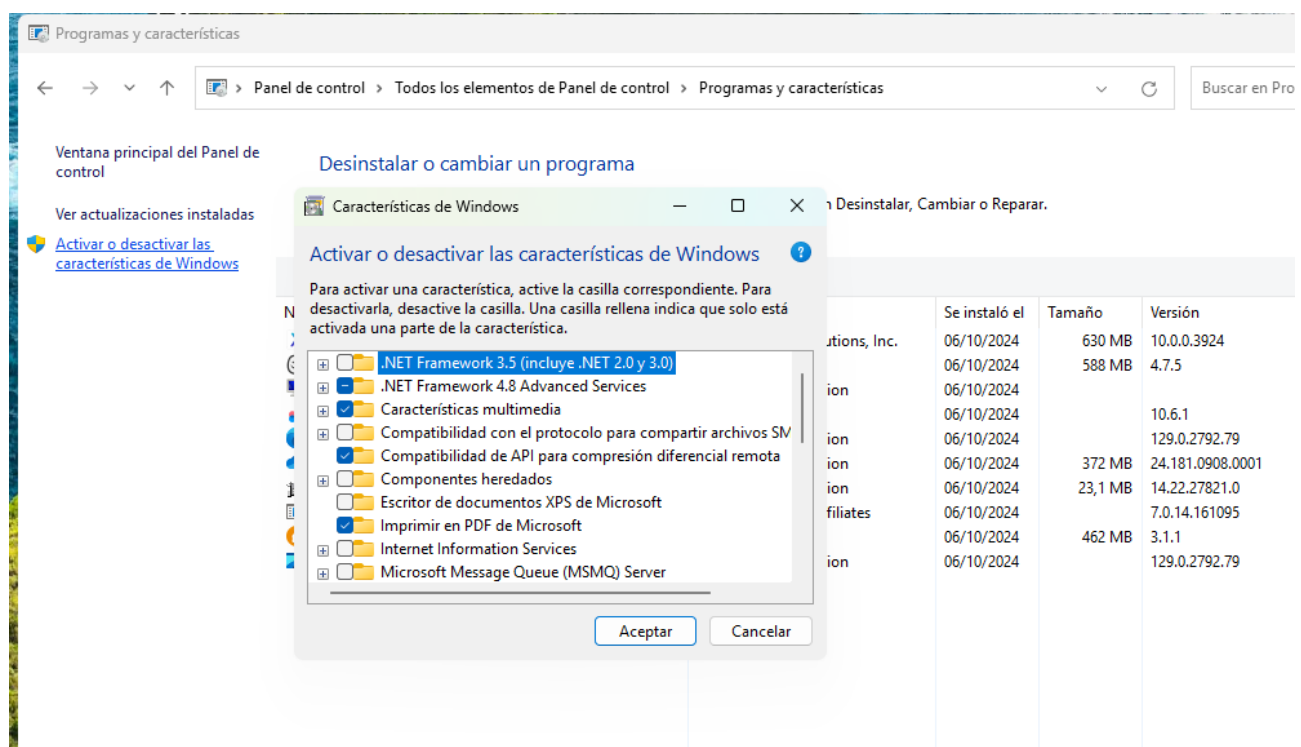 Programas y características
Panel de control > Todos los elementos de Panel de control > Programas y características
Buscar en Pro
Ventana principal del Panel de
control
Ver actualizaciones instaladas
Activar o desactivar las
características de Windows
Desinstalar o cambiar un programa
Desinstalar, Cambiar o Reparar.
Características de Windows
Activar o desactivar las características de Windows
Para activar una característica, active la casilla correspondiente. Para
desactivarla, desactive la casilla. Una casilla rellena indica que solo está
activada una parte de la característica.
.NET Framework 3.5 (incluye .NET 2.0 y 3.0)
.NET Framework 4.8 Advanced Services
Características multimedia
Compatibilidad con el protocolo para compartir archivos SM
Compatibilidad de API para compresión diferencial remota
Componentes heredados
Escritor de documentos XPS de Microsoft
Imprimir en PDF de Microsoft
Internet Information Services
Microsoft Message Queue (MSMQ) Server
Aceptar Cancelar
N Se instaló el Tamaño Versión
utions, Inc. 06/10/2024 630 MB 10.0.0.3924
06/10/2024 588 MB 4.7.5
ion 06/10/2024
06/10/2024 10.6.1
ion 06/10/2024 129.0.2792.79
ion 06/10/2024 372 MB 24.181.0908.0001
ion 06/10/2024 23,1 MB 14.22.27821.0
ffiliates 06/10/2024 7.0.14.161095
06/10/2024 462 MB 3.1.1
ion 06/10/2024 129.0.2792.79